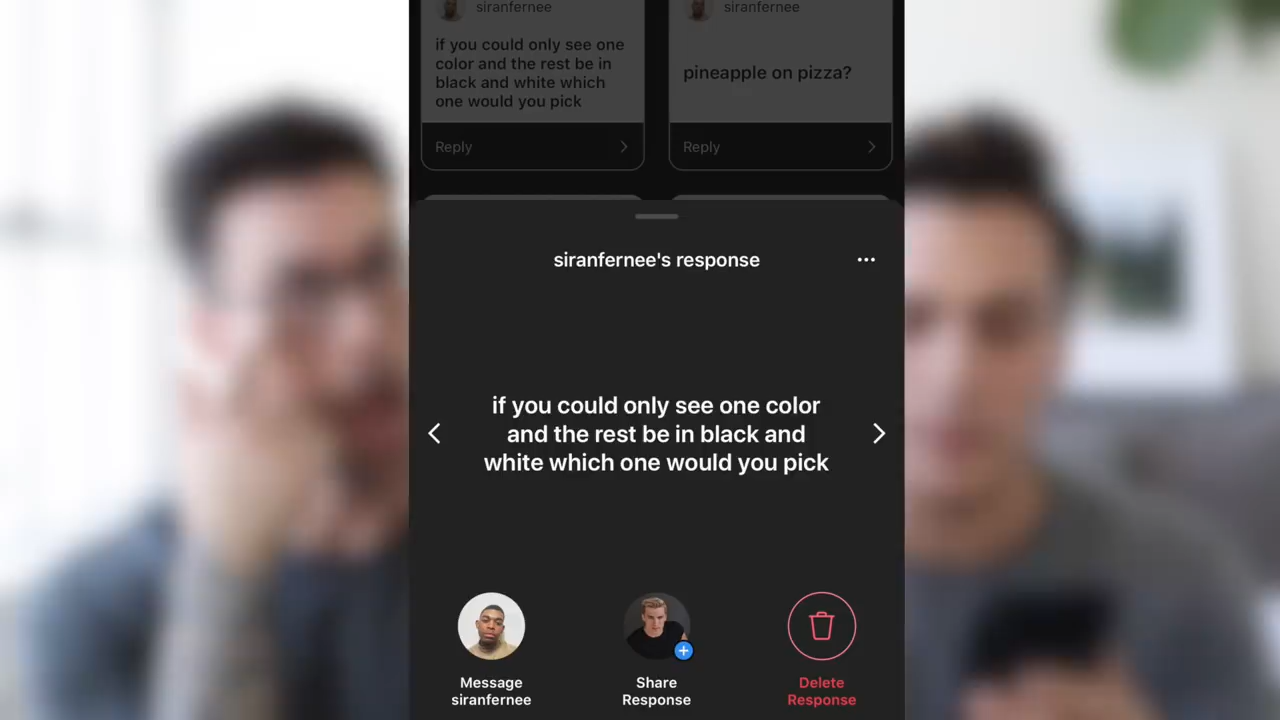 siranfernee
if you could only see one
color and the rest be in
black and white which
one would you pick
Reply
siranfernee
pineapple on pizza?
Reply
siranfernee's response
if you could only see one color
and the rest be in black and
white which one would you pick
Message
siranfernee
Share
Response
Delete
Response